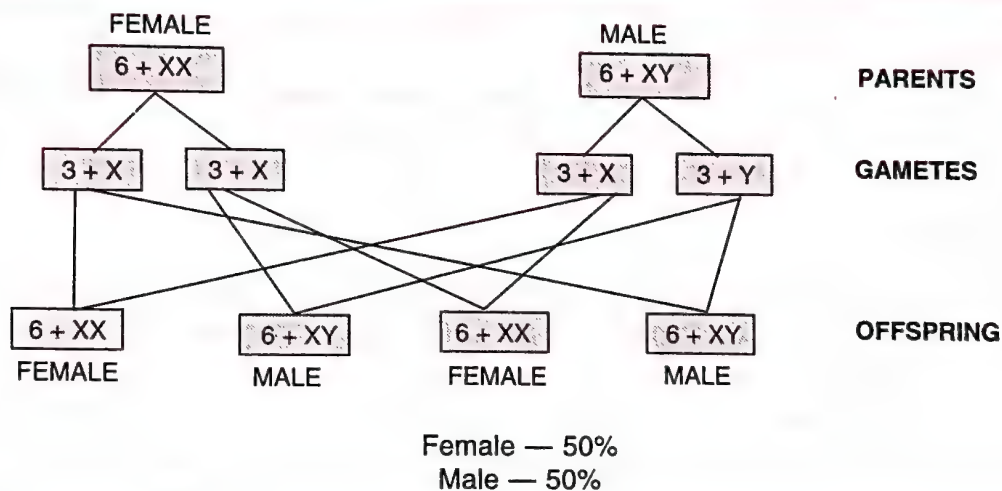 FEMALE
MALE
6 + XX
6 + XY
PARENTS
3 + X
3 + X
3 + X
3 + Y
GAMETES
6 + XX
6 + XY
6 + XX
6 + XY
OFFSPRING
FEMALE
MALE
FEMALE
MALE
Female — 50%
Male — 50%